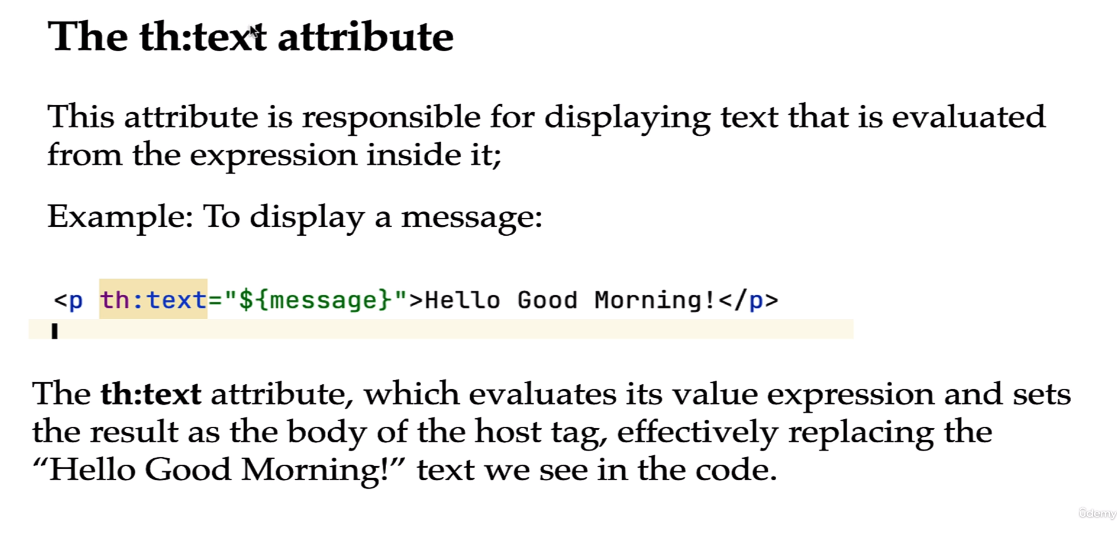 The th:text attribute
This attribute is responsible for displaying text that is evaluated
from the expression inside it;
Example: To display a message:
<p th:text="${message}">Hello Good Morning!</p>
The th:text attribute, which evaluates its value expression and sets
the result as the body of the host tag, effectively replacing the
“Hello Good Morning!” text we see in the code.
ûdemy